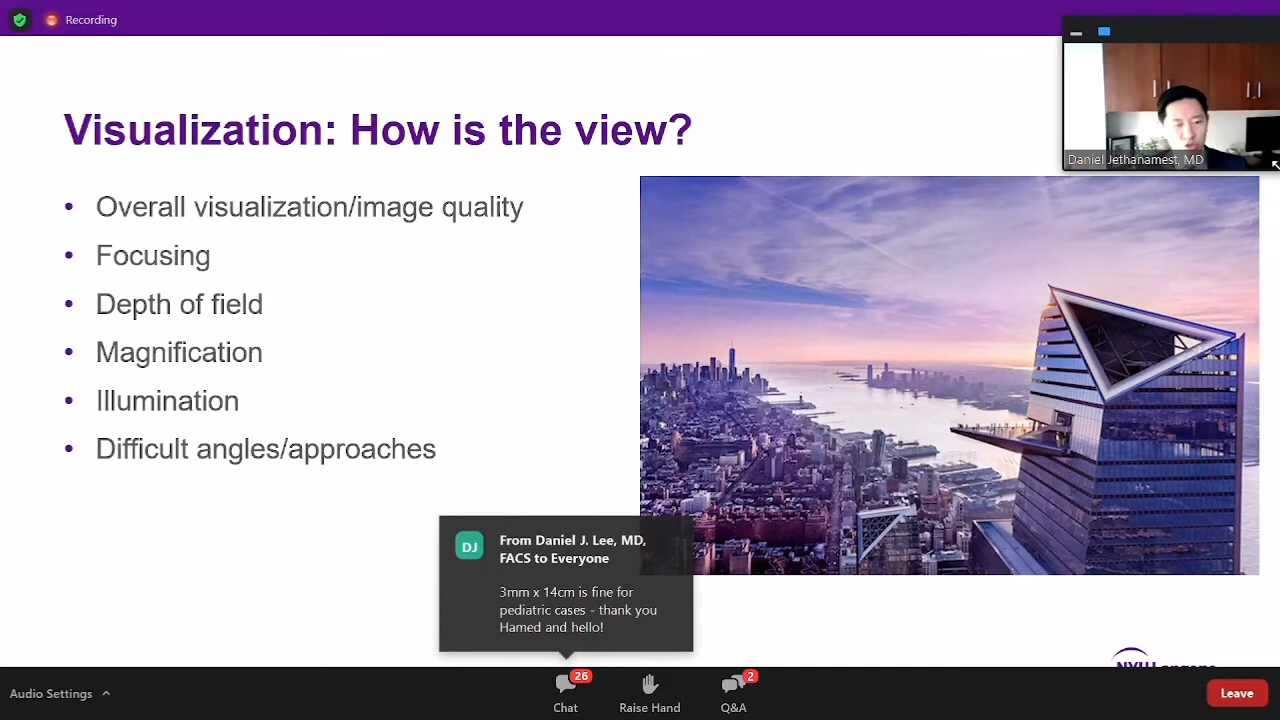 Recording
Daniel Jethanamest, MD
Visualization: How is the view?
• Overall visualization/image quality
• Focusing
• Depth of field
• Magnification
• Illumination
• Difficult angles/approaches
DJ
From Daniel J. Lee, MD,
FACS to Everyone
3mm x 14cm is fine for
pediatric cases - thank you
Hamed and hello!
Audio Settings
26
Chat
Raise Hand
2
Q&A
Leave